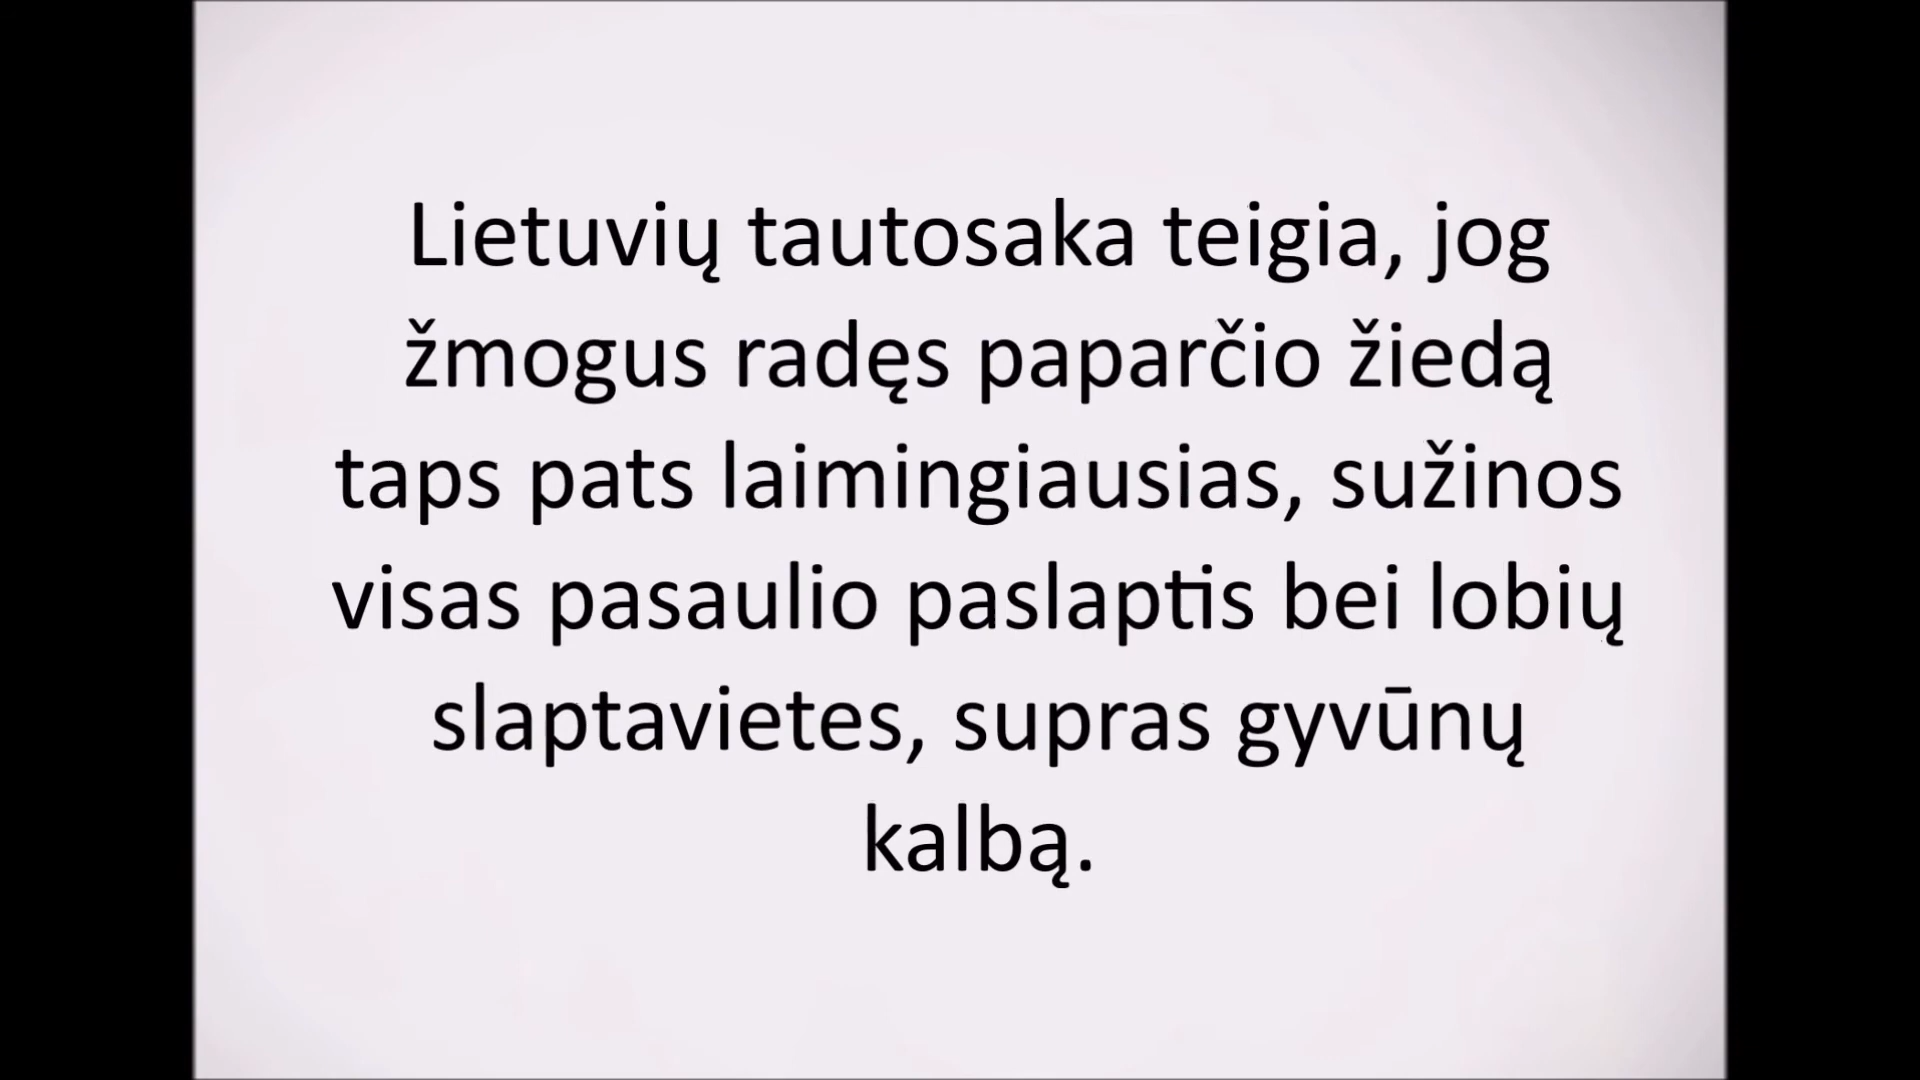 Lietuvių tautosaka teigia, jog
žmogus radęs paparčio žiedą
taps pats laimingiausias, sužinos
visas pasaulio paslaptis bei lobių
slaptavietes, supras gyvūnų
kalbą.